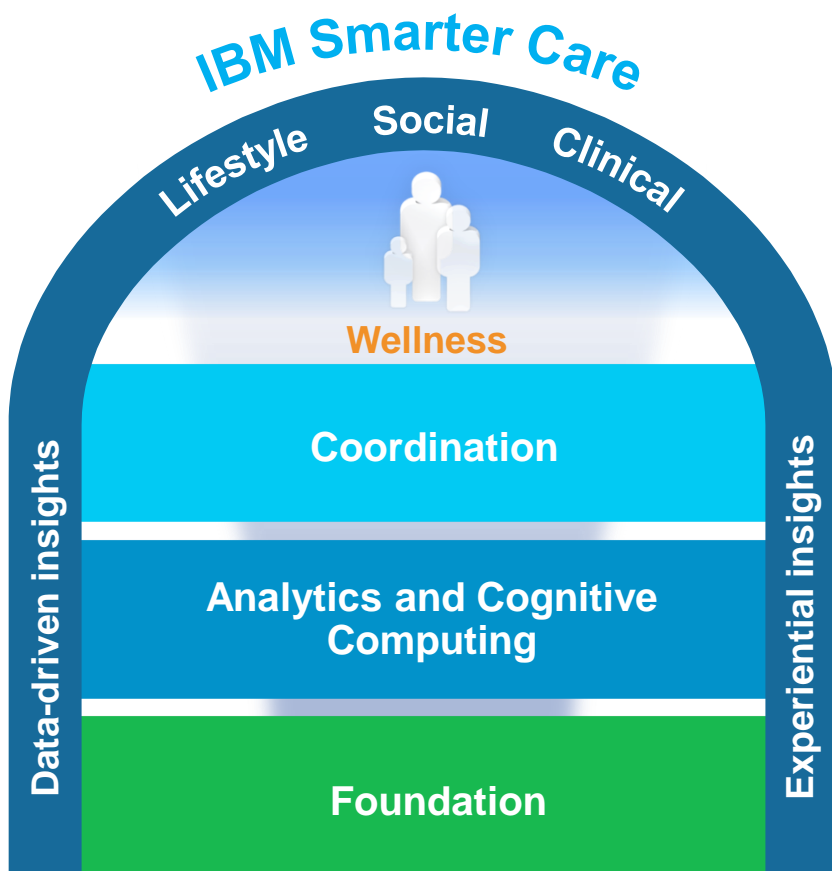 IBM Smarter Care
Lifestyle Social Clinical
Wellness
Coordination
Data-driven insights
Experiential insights
Analytics and Cognitive
Computing
Foundation